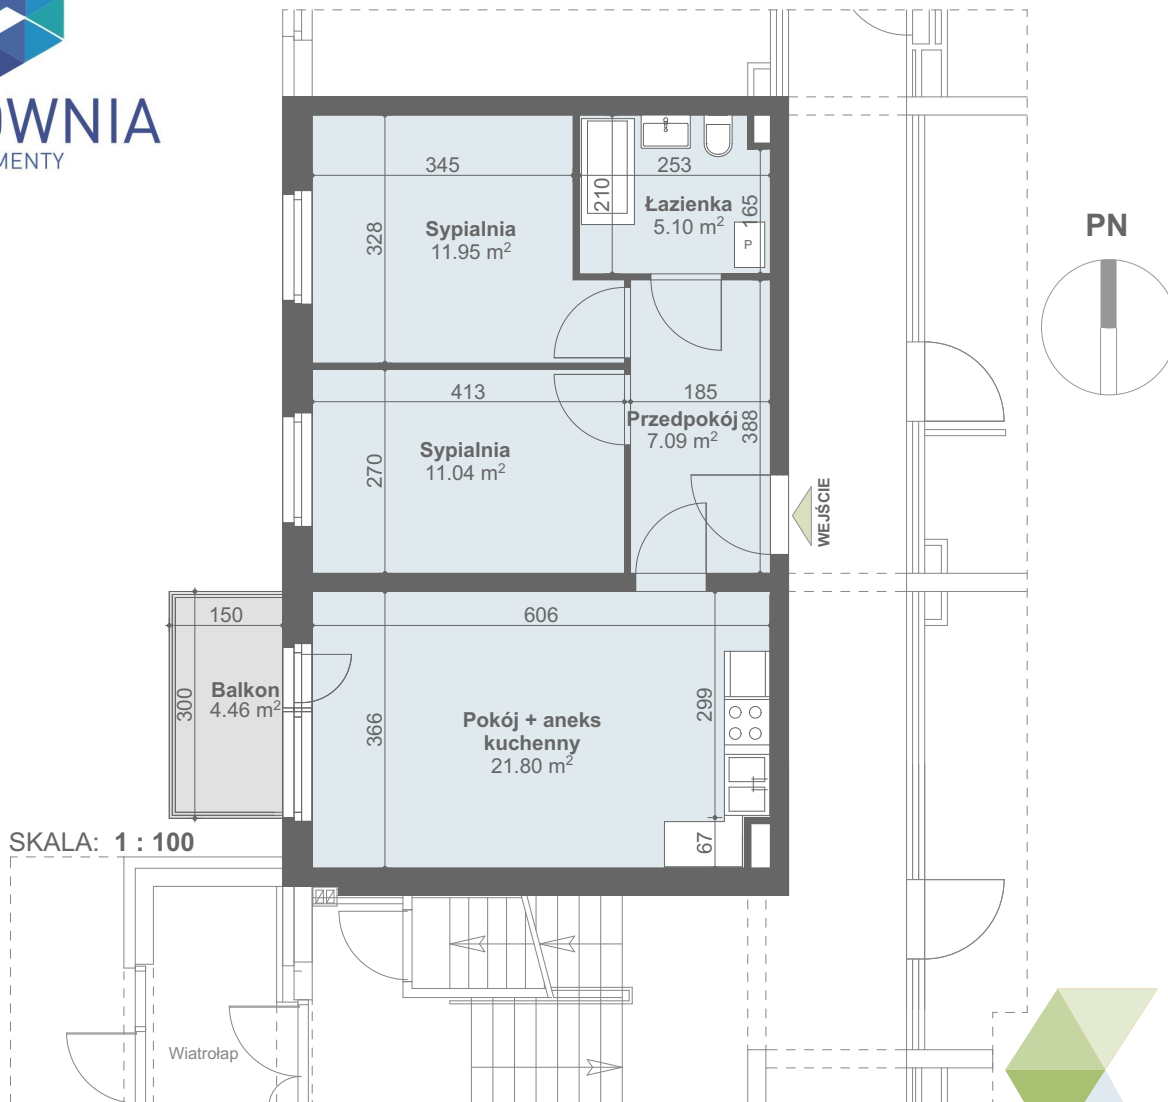 OWNIA
MENTY
345
253
210
165
Łazienka
5.10 m²
P
328
Sypialnia
11.95 m²
PN
413
185
Przedpokój
7.09 m²
388
Sypialnia
11.04 m²
270
WEJŚCIE
150
606
300
Balkon
4.46 m²
366
299
Pokój + aneks
kuchenny
21.80 m²
67
SKALA: 1 : 100
Wiatrołap